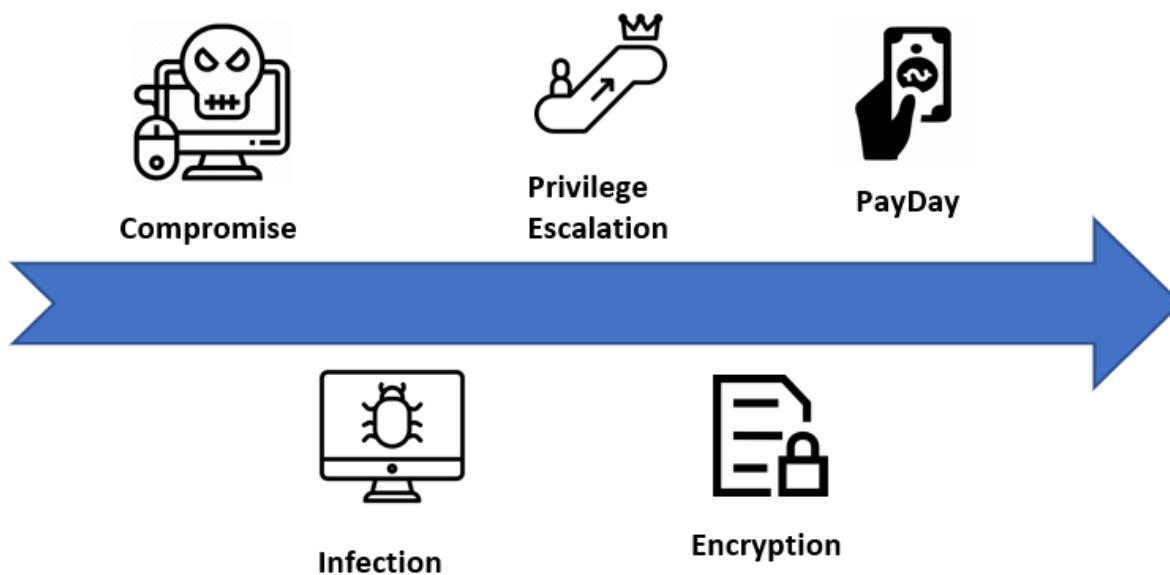 Compromise
Infection
Privilege
Escalation
Encryption
PayDay